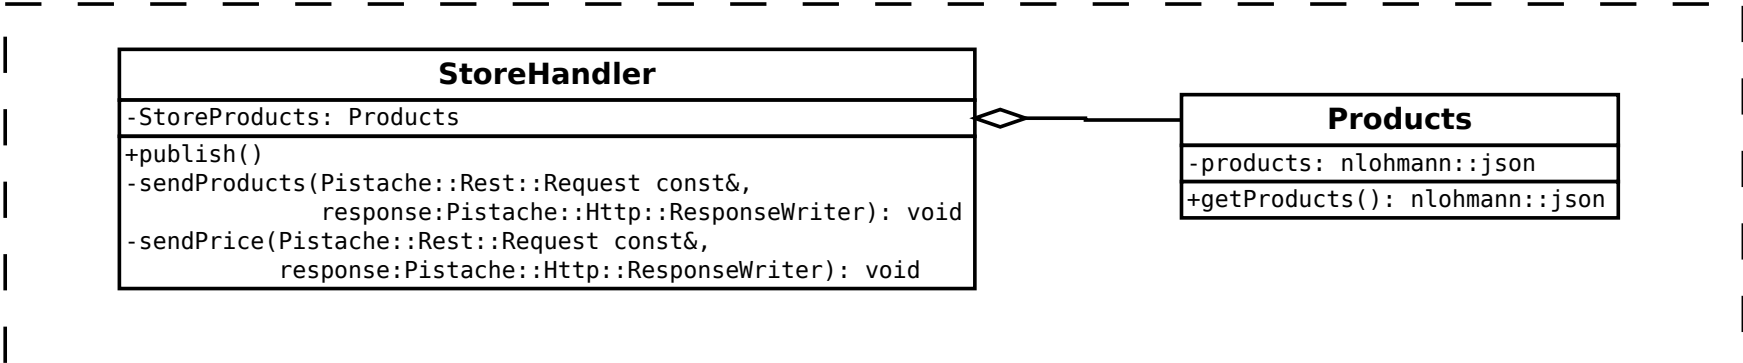 StoreHandler
-StoreProducts: Products
+publish()
-sendProducts(Pistache::Rest::Request const&,
response:Pistache::Http::ResponseWriter): void
-sendPrice(Pistache::Rest::Request const&,
response:Pistache::Http::ResponseWriter): void
Products
-products: nlohmann::json
+getProducts(): nlohmann::json